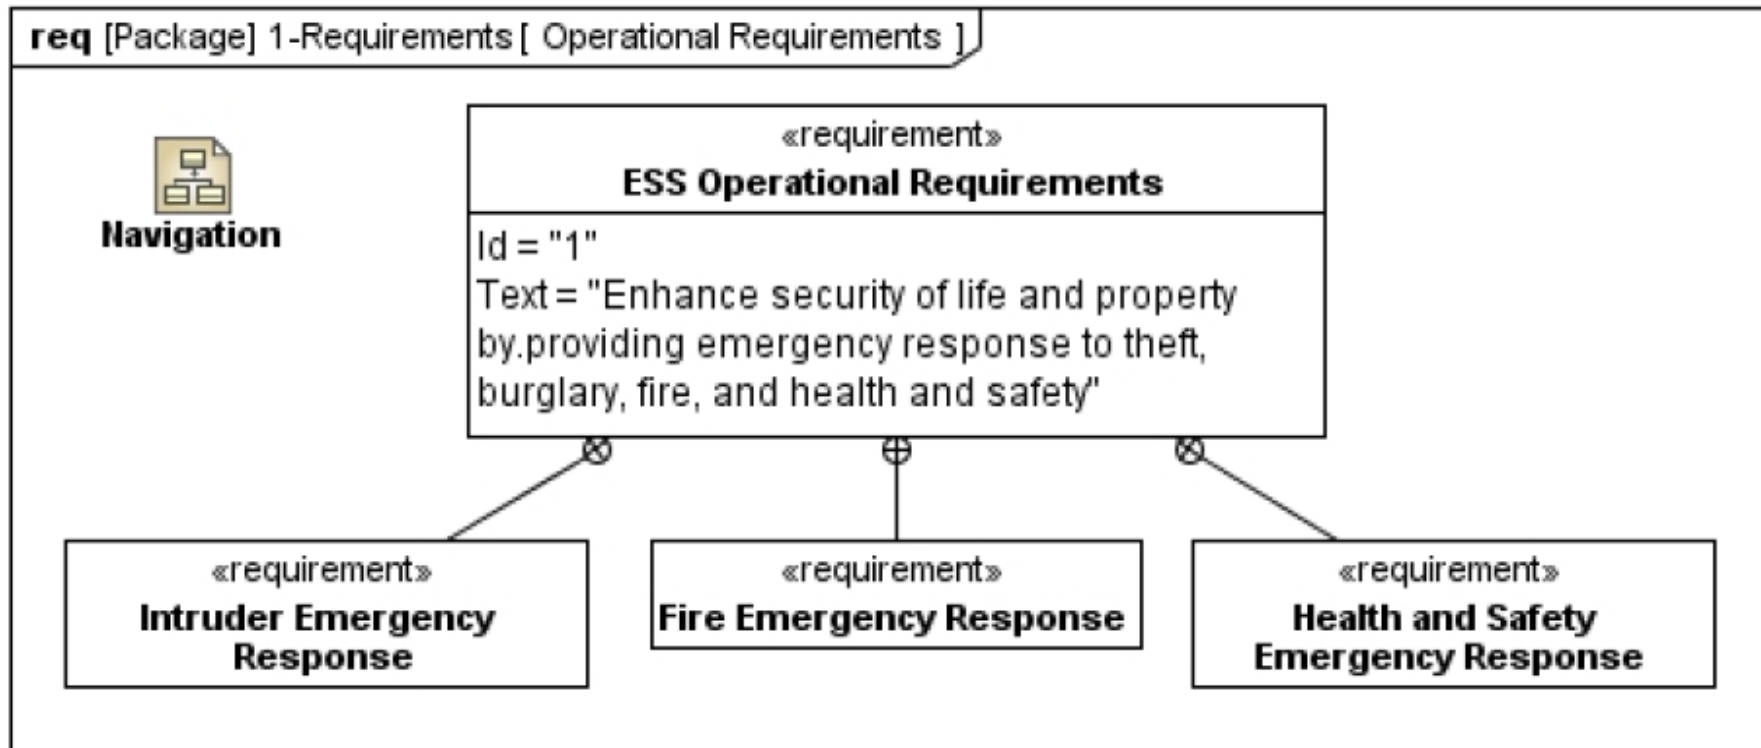 req [Package] 1-Requirements [ Operational Requirements ]
Navigation
«requirement»
ESS Operational Requirements
Id = "1"
Text = "Enhance security of life and property
by.providing emergency response to theft,
burglary, fire, and health and safety"
«requirement»
Intruder Emergency
Response
«requirement»
Fire Emergency Response
«requirement»
Health and Safety
Emergency Response